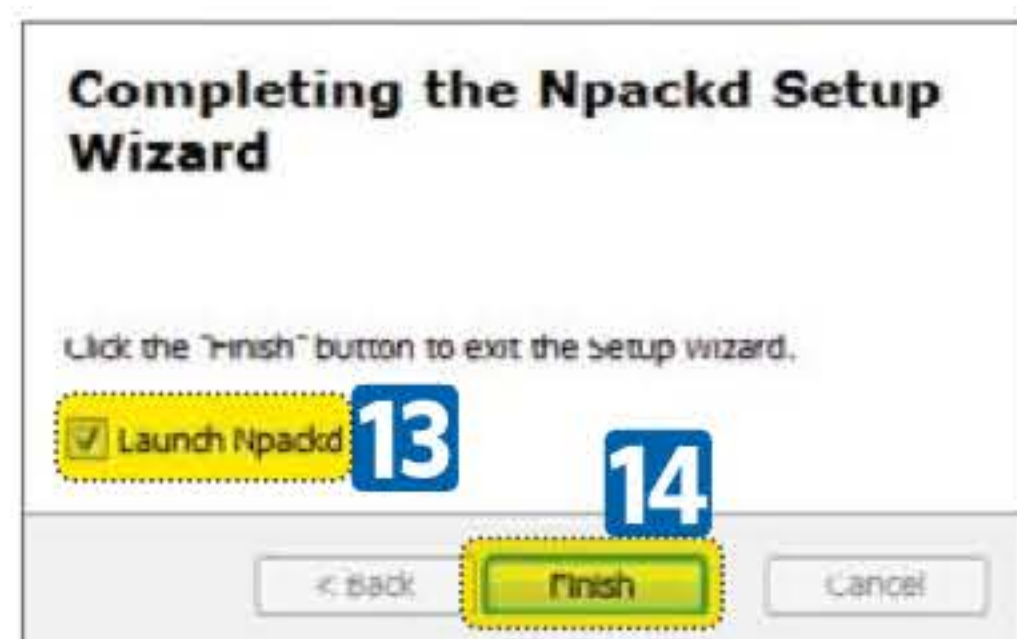 Completing the Npackd Setup
Wizard
Click the "Finish" button to exit the Setup Wizard.
Launch Npackd
13
14
< Back
Finish
Cancel